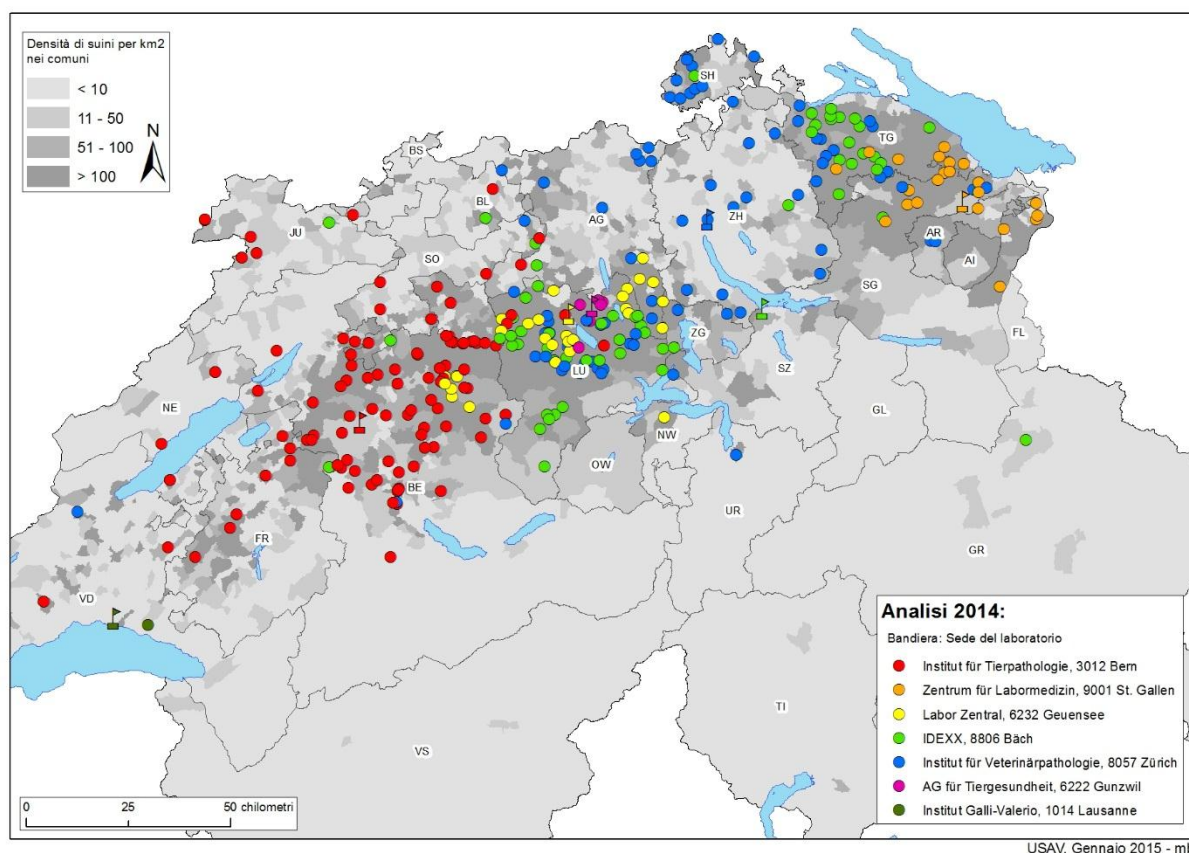 Densità di suini per km2
nei comuni
< 10
11 - 50
51 - 100
> 100
N
SH
BS
TG
BL
AG
ZH
JU
AR
SO
AI
SG
ZG
FL
LU
SZ
NE
GL
NW
OW
BE
UR
FR
GR
VD
TI
VS
Analisi 2014:
Bandiera: Sede del laboratorio
Institut für Tierpathologie, 3012 Bern
Zentrum für Labormedizin, 9001 St. Gallen
Labor Zentral, 6232 Geuensee
IDEXX, 8806 Bäch
Institut für Veterinärpathologie, 8057 Zürich
AG für Tiergesundheit, 6222 Gunzwil
Institut Galli-Valerio, 1014 Lausanne
0 25 50 chilometri
USAV, Gennaio 2015 - ml